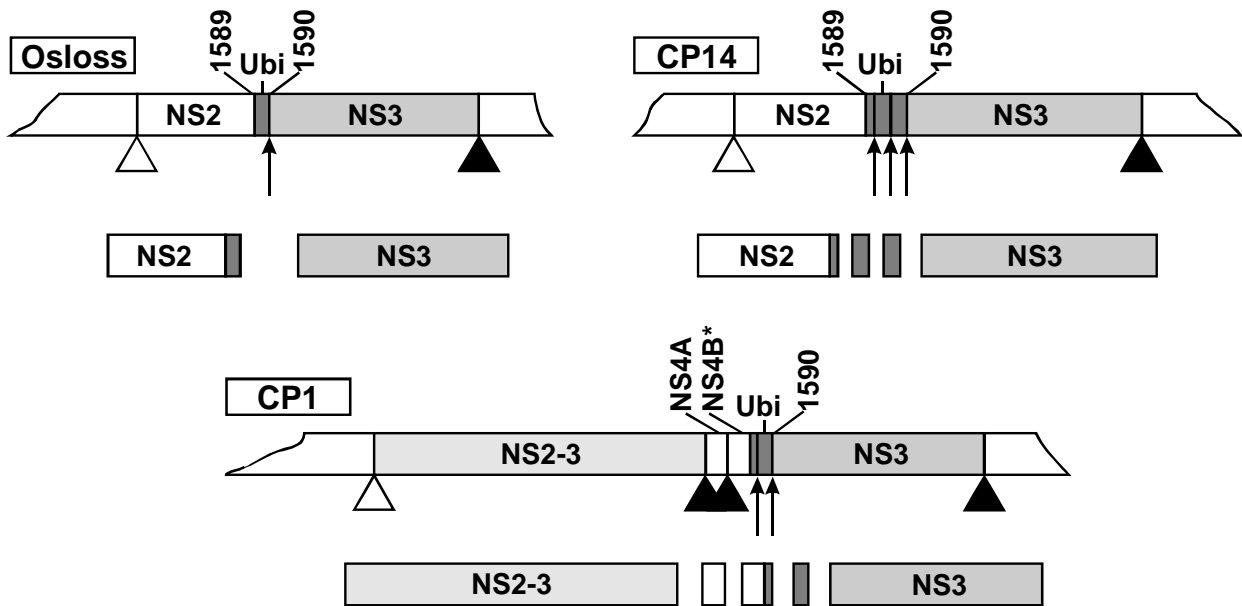 Osloss
1589
Ubi
1590
NS2
NS3
NS2
NS3
CP14
1589
Ubi
1590
NS2
NS3
NS2
NS3
CP1
NS4A
NS4B*
Ubi
1590
NS2-3
NS3
NS2-3
NS3